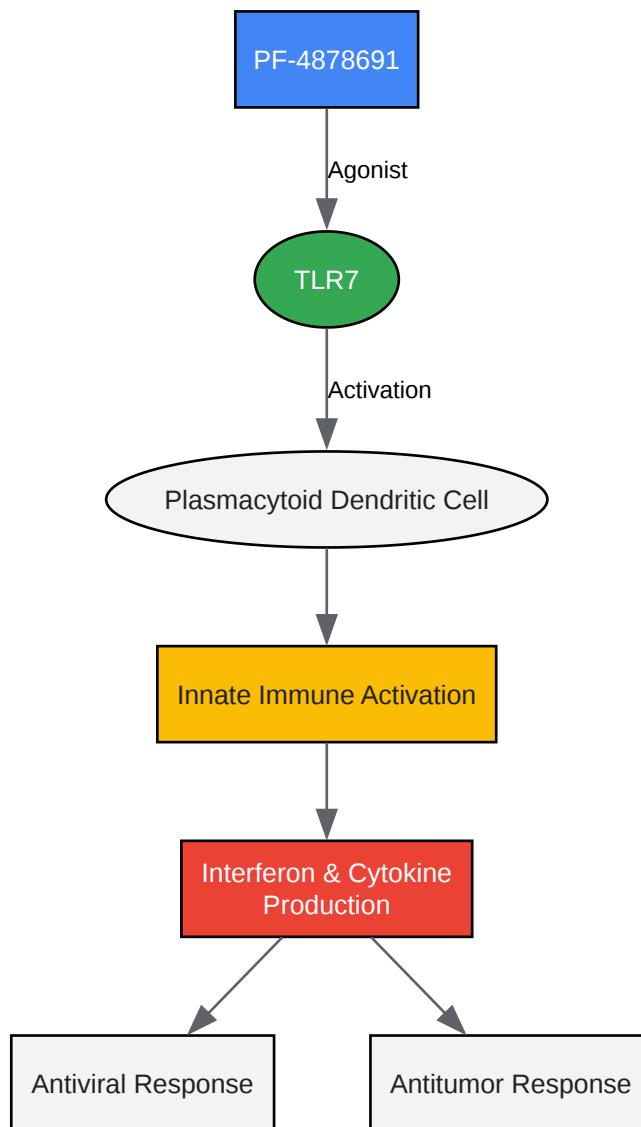 PF-4878691
Agonist
TLR7
Activation
Plasmacytoid Dendritic Cell
Innate Immune Activation
Interferon & Cytokine
Production
Antiviral Response
Antitumor Response